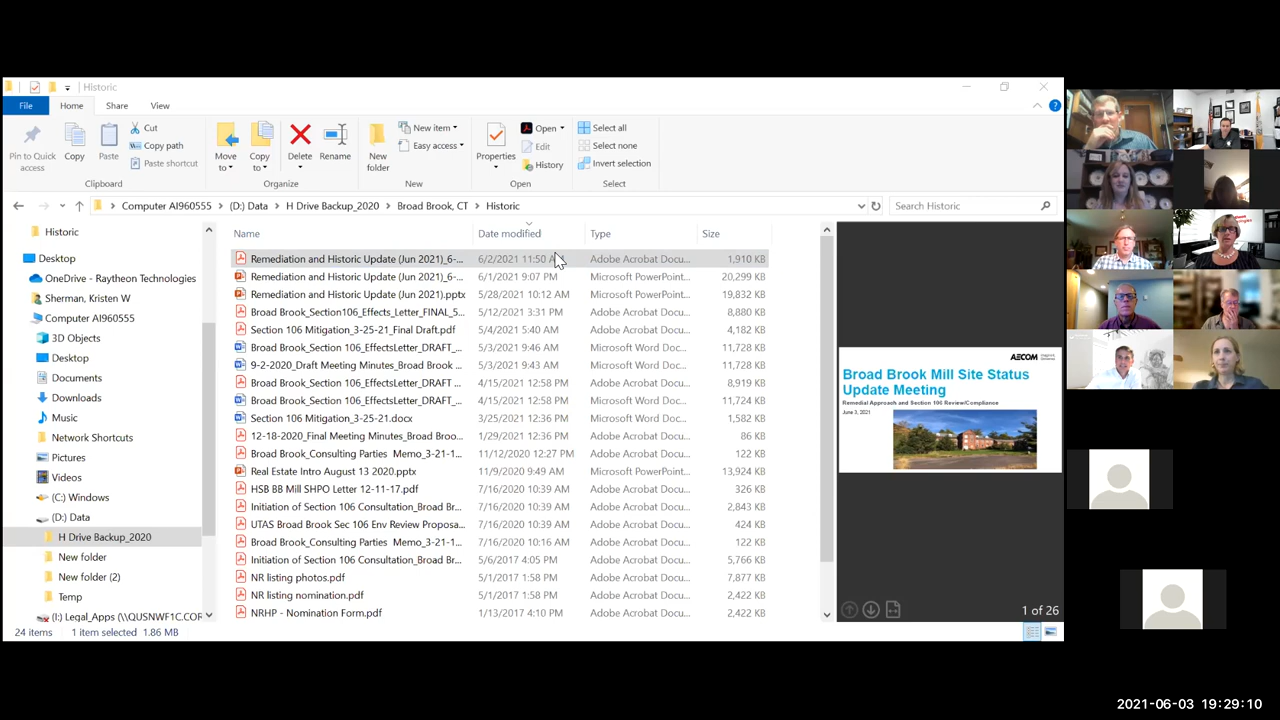 Historic
File Home Share View
Pin to Quick access
Copy
Paste
Cut
Copy path
Paste shortcut
Clipboard
Move to
Copy to
Delete
Rename
Organize
New folder
New item
Easy access
New
Properties
Open
Edit
History
Open
Select all
Select none
Invert selection
Select
Computer AI960555 > (D:) Data > H Drive Backup_2020 > Broad Brook, CT > Historic
Search Historic
Historic
Desktop
OneDrive - Raytheon Technologies
Sherman, Kristen W
Computer AI960555
3D Objects
Desktop
Documents
Downloads
Music
Network Shortcuts
Pictures
Videos
(C:) Windows
(D:) Data
H Drive Backup_2020
New folder
New folder (2)
Temp
(I:) Legal_Apps (\\QUSNWF1C.COR
Name Date modified Type Size
Remediation and Historic Update (Jun 2021)_6-... 6/2/2021 11:50 Adobe Acrobat Docu... 1,910 KB
Remediation and Historic Update (Jun 2021)_6-... 6/1/2021 9:07 PM Microsoft PowerPoint... 20,299 KB
Remediation and Historic Update (Jun 2021).pptx 5/28/2021 10:12 AM Microsoft PowerPoint... 19,832 KB
Broad Brook_Section106_Effects_Letter_FINAL_5... 5/12/2021 3:31 PM Adobe Acrobat Docu... 8,880 KB
Section 106 Mitigation_3-25-21_Final Draft.pdf 5/4/2021 5:40 AM Adobe Acrobat Docu... 4,182 KB
Broad Brook_Section 106_EffectsLetter_DRAFT_... 5/3/2021 9:46 AM Microsoft Word Doc... 11,728 KB
9-2-2020_Draft Meeting Minutes_Broad Brook ... 5/3/2021 9:43 AM Microsoft Word Doc... 11,728 KB
Broad Brook_Section 106_EffectsLetter_DRAFT ... 4/15/2021 12:58 PM Adobe Acrobat Docu... 8,919 KB
Broad Brook_Section 106_EffectsLetter_DRAFT_... 4/15/2021 12:58 PM Microsoft Word Doc... 11,724 KB
Section 106 Mitigation_3-25-21.docx 3/25/2021 12:36 PM Microsoft Word Doc... 1,582 KB
12-18-2020_Final Meeting Minutes_Broad Broo... 1/29/2021 12:36 PM Adobe Acrobat Docu... 86 KB
Broad Brook_Consulting Parties Memo_3-21-1... 11/12/2020 12:27 PM Adobe Acrobat Docu... 122 KB
Real Estate Intro August 13 2020.pptx 11/9/2020 9:49 AM Microsoft PowerPoint... 13,924 KB
HSB BB Mill SHPO Letter 12-11-17.pdf 7/16/2020 10:39 AM Adobe Acrobat Docu... 326 KB
Initiation of Section 106 Consultation_Broad Br... 7/16/2020 10:39 AM Adobe Acrobat Docu... 2,843 KB
UTAS Broad Brook Sec 106 Env Review Proposa... 7/16/2020 10:39 AM Adobe Acrobat Docu... 424 KB
Broad Brook_Consulting Parties Memo_3-21-1... 7/16/2020 10:16 AM Adobe Acrobat Docu... 122 KB
Initiation of Section 106 Consultation_Broad Br... 5/6/2017 4:05 PM Adobe Acrobat Docu... 5,766 KB
NR listing photos.pdf 5/1/2017 1:58 PM Adobe Acrobat Docu... 7,877 KB
NR listing nomination.pdf 5/1/2017 1:58 PM Adobe Acrobat Docu... 2,422 KB
NRHP - Nomination Form.pdf 1/13/2017 4:10 PM Adobe Acrobat Docu... 2,422 KB
AECOM
Broad Brook Mill Site Status
Update Meeting
Remedial Approach and Section 106 Review/Compliance
June 3, 2021
1 of 26
24 items 1 item selected 1.86 MB
2021-06-03 19:29:10